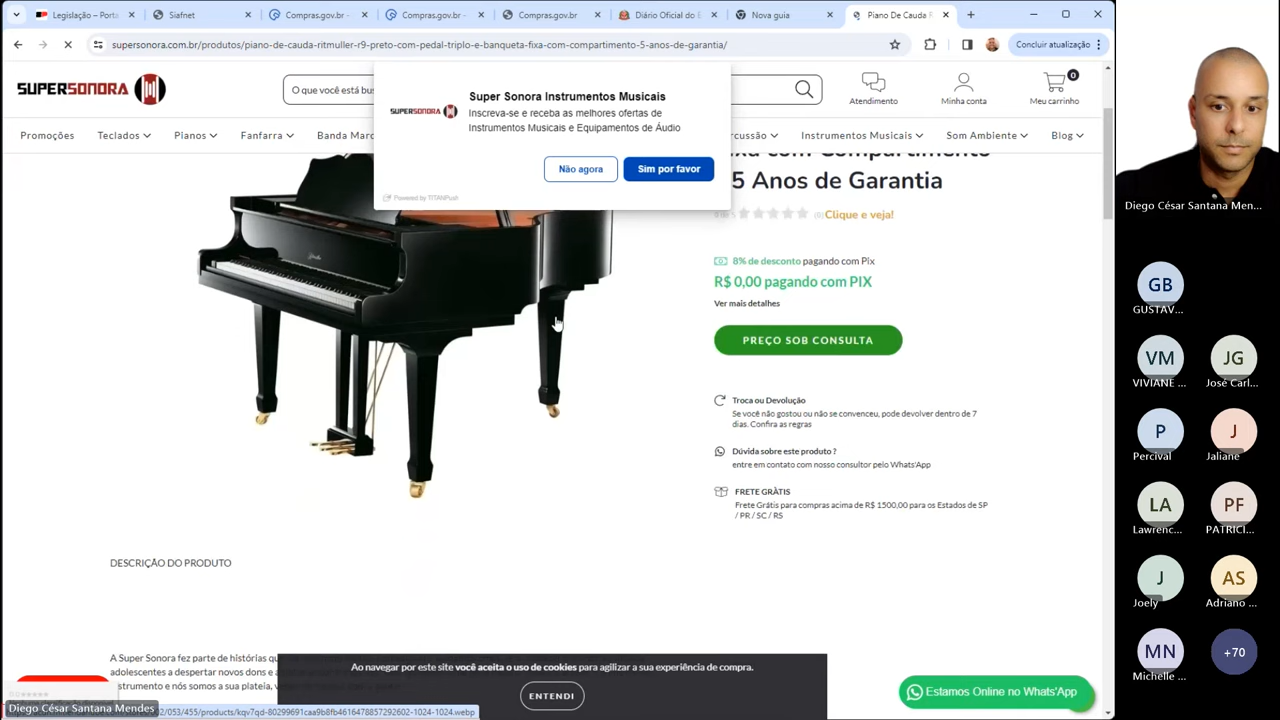 Legislação – Porta
Siafnet
Compras.gov.br -
Compras.gov.br -
Compras.gov.br
Diário Oficial do E
Nova guia
Piano De Cauda R
supersonora.com.br/produtos/piano-de-cauda-ritmuller-r9-preto-com-pedal-triplo-e-banqueta-fixa-com-compartimento-5-anos-de-garantia/
Concluir atualização
SUPERSONORA
O que você está bus
Atendimento
Minha conta
0
Meu carrinho
Promoções
Teclados
Pianos
Fanfarra
Banda Marc
rcussão
Instrumentos Musicais
Som Ambiente
Blog
SUPERSONORA
Super Sonora Instrumentos Musicais
Inscreva-se e receba as melhores ofertas de
Instrumentos Musicais e Equipamentos de Áudio
Não agora
Sim por favor
Powered by TITANPush
ixa com Compartimento
5 Anos de Garantia
(0) Clique e veja!
8% de desconto pagando com Pix
R$ 0,00 pagando com PIX
Ver mais detalhes
PREÇO SOB CONSULTA
Troca ou Devolução
Se você não gostou ou não se convenceu, pode devolver dentro de 7
dias. Confira as regras
Dúvida sobre este produto ?
entre em contato com nosso consultor pelo Whats'App
FRETE GRÀTIS
Frete Grátis para compras acima de R$ 1500,00 para os Estados de SP
/ PR / SC / RS
DESCRIÇÃO DO PRODUTO
A Super Sonora fez parte de histórias qu
adolescentes a despertar novos dons e a
instrumento e nós somos a sua plateia, v
Ao navegar por este site você aceita o uso de cookies para agilizar a sua experiência de compra.
ENTENDI
Estamos Online no Whats'App
Diego César Santana Mendes
/053/455/products/kqv7qd-80299691caa9b8fb4616478857292602-1024-1024.webp
Diego César Santana Men...
GB
GUSTAV...
VM
VIVIANE ...
JG
José Carl...
P
Percival
J
Jaliane
LA
Lawrenc...
PF
PATRICI...
J
Joely
AS
Adriano ...
MN
Michelle ...
+70